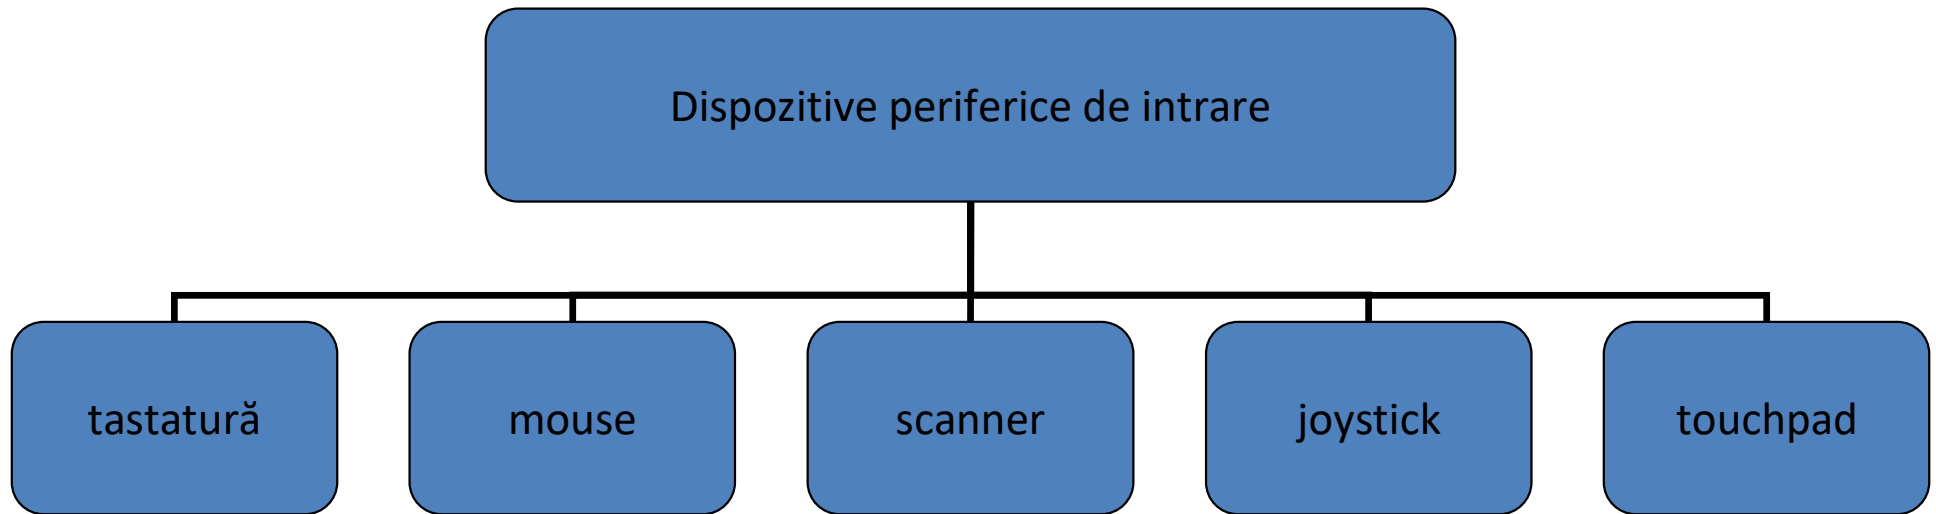 Dispozitive periferice de intrare
tastatură
mouse
scanner
joystick
touchpad